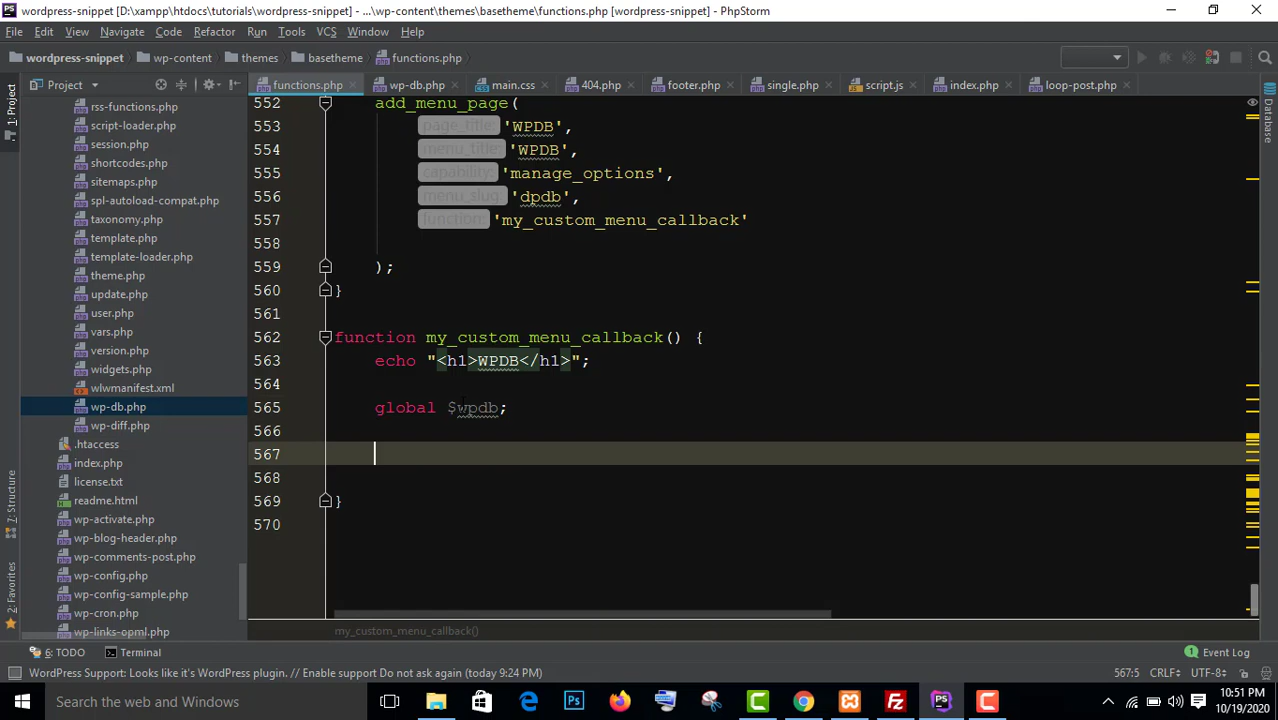 wordpress-snippet [D:\xampp\htdocs\tutorials\wordpress-snippet] - ...\wp-content\themes\basetheme\functions.php [wordpress-snippet] - PhpStorm
File Edit View Navigate Code Refactor Run Tools VCS Window Help
wordpress-snippet wp-content themes basetheme functions.php
Project functions.php wp-db.php main.css 404.php footer.php single.php script.js index.php loop-post.php
1: Project
7: Structure
2: Favorites
Database
rss-functions.php
script-loader.php
session.php
shortcodes.php
sitemaps.php
spl-autoload-compat.php
taxonomy.php
template.php
template-loader.php
theme.php
update.php
user.php
vars.php
version.php
widgets.php
wlwmanifest.xml
wp-db.php
wp-diff.php
.htaccess
index.php
license.txt
readme.html
wp-activate.php
wp-blog-header.php
wp-comments-post.php
wp-config.php
wp-config-sample.php
wp-cron.php
wp-links-opml.php
552 add_menu_page(
553 page_title: 'WPDB',
554 menu_title: 'WPDB',
555 capability: 'manage_options',
556 menu_slug: 'dpdb',
557 function: 'my_custom_menu_callback'
558
559 );
560 }
561
562 function my_custom_menu_callback() {
563 echo "<h1>WPDB</h1>";
564
565 global $wpdb;
566
567
568
569 }
570
my_custom_menu_callback()
6: TODO Terminal 1 Event Log
WordPress Support: Looks like it's WordPress plugin. // Enable support Do not ask again (today 9:24 PM) 567:5 CRLF÷ UTF-8÷
Search the web and Windows
10:51 PM
10/19/2020